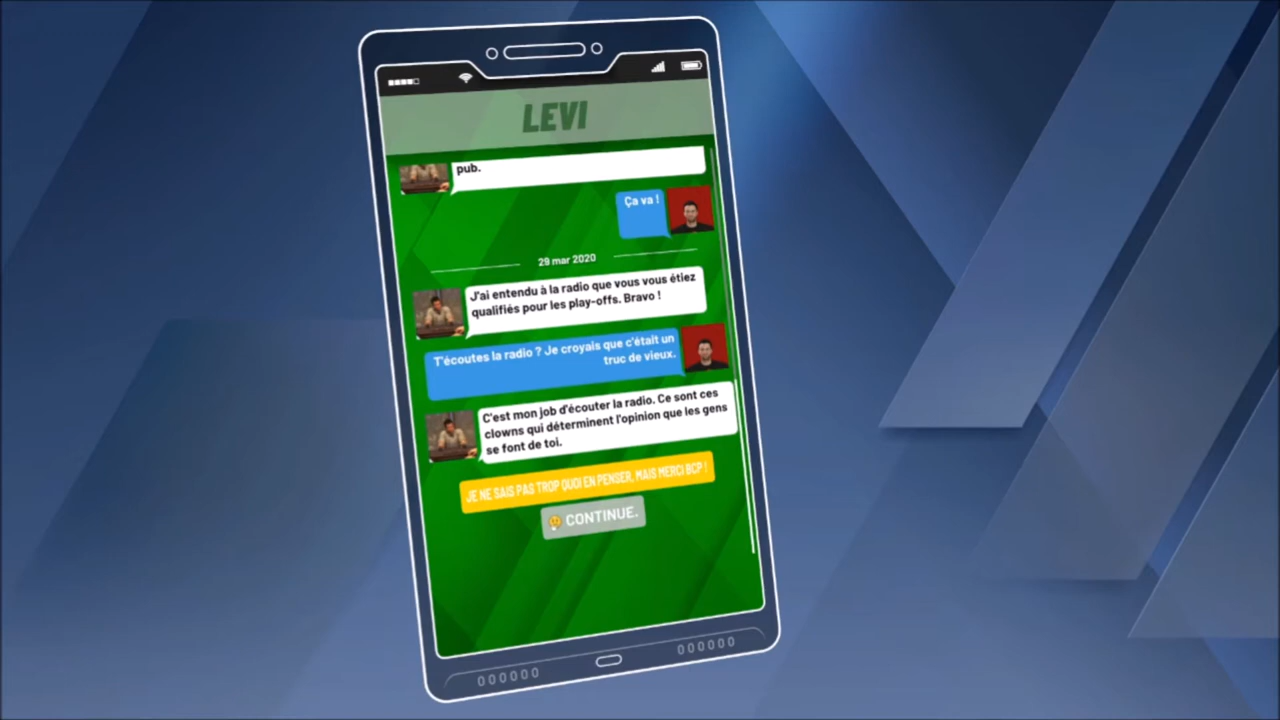 LEVI
pub.
Ça va !
29 mar 2020
J'ai entendu à la radio que vous vous étiez
qualifiés pour les play-offs. Bravo !
T'écoutes la radio ? Je croyais que c'était un
truc de vieux.
C'est mon job d'écouter la radio. Ce sont ces
clowns qui déterminent l'opinion que les gens
se font de toi.
JE NE SAIS PAS TROP QUOI EN PENSER, MAIS MERCI BCP !
CONTINUE.